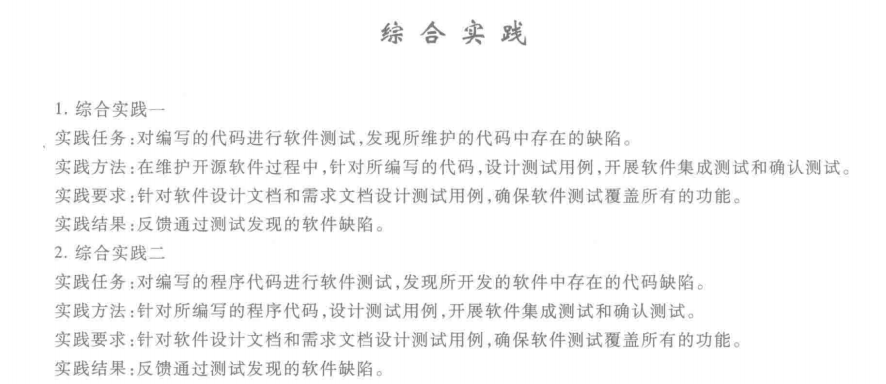 综合实践
1. 综合实践一
实践任务:对编写的代码进行软件测试,发现所维护的代码中存在的缺陷。
实践方法:在维护开源软件过程中,针对所编写的代码,设计测试用例,开展软件集成测试和确认测试。
实践要求:针对软件设计文档和需求文档设计测试用例,确保软件测试覆盖所有的功能。
实践结果:反馈通过测试发现的软件缺陷。
2. 综合实践二
实践任务:对编写的程序代码进行软件测试,发现所开发的软件中存在的代码缺陷。
实践方法:针对所编写的程序代码,设计测试用例,开展软件集成测试和确认测试。
实践要求:针对软件设计文档和需求文档设计测试用例,确保软件测试覆盖所有的功能。
实践结果:反馈通过测试发现的软件缺陷。